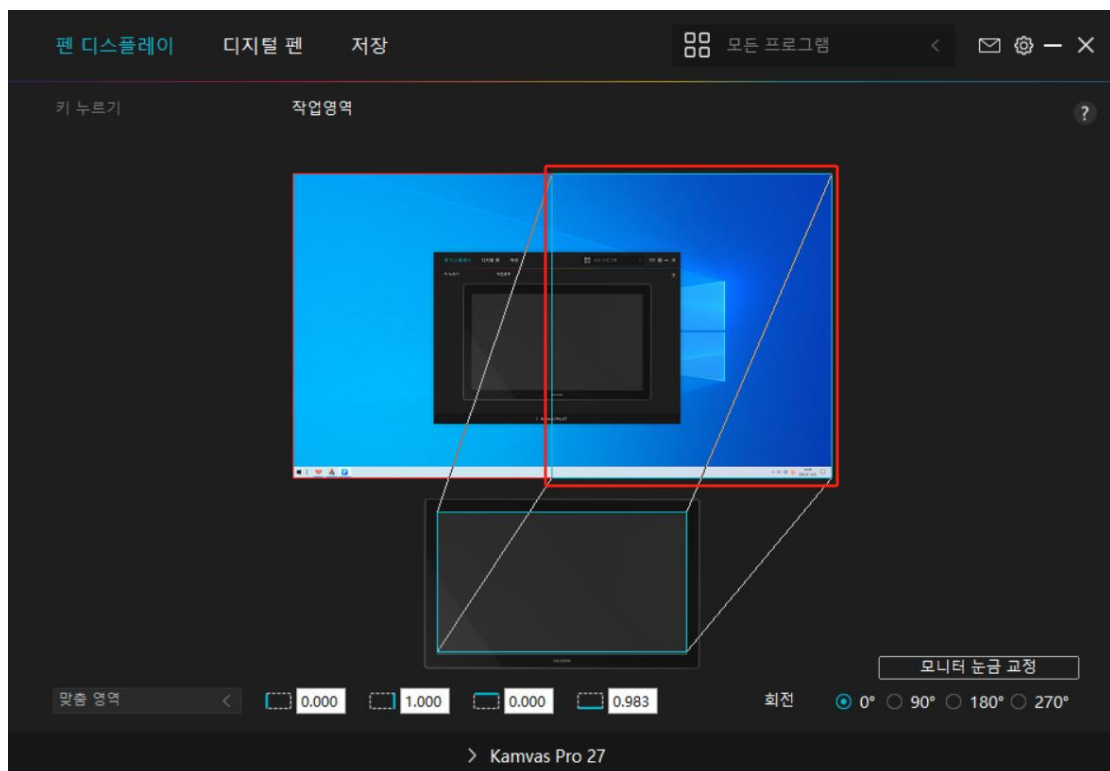 펜 디스플레이 디지털 펜 저장 모든 프로그램
키 누르기 작업영역 ?
모니터 눈금 교정
맞춤 영역 0.000 1.000 0.000 0.983 회전 0° 90° 180° 270°
Kamvas Pro 27